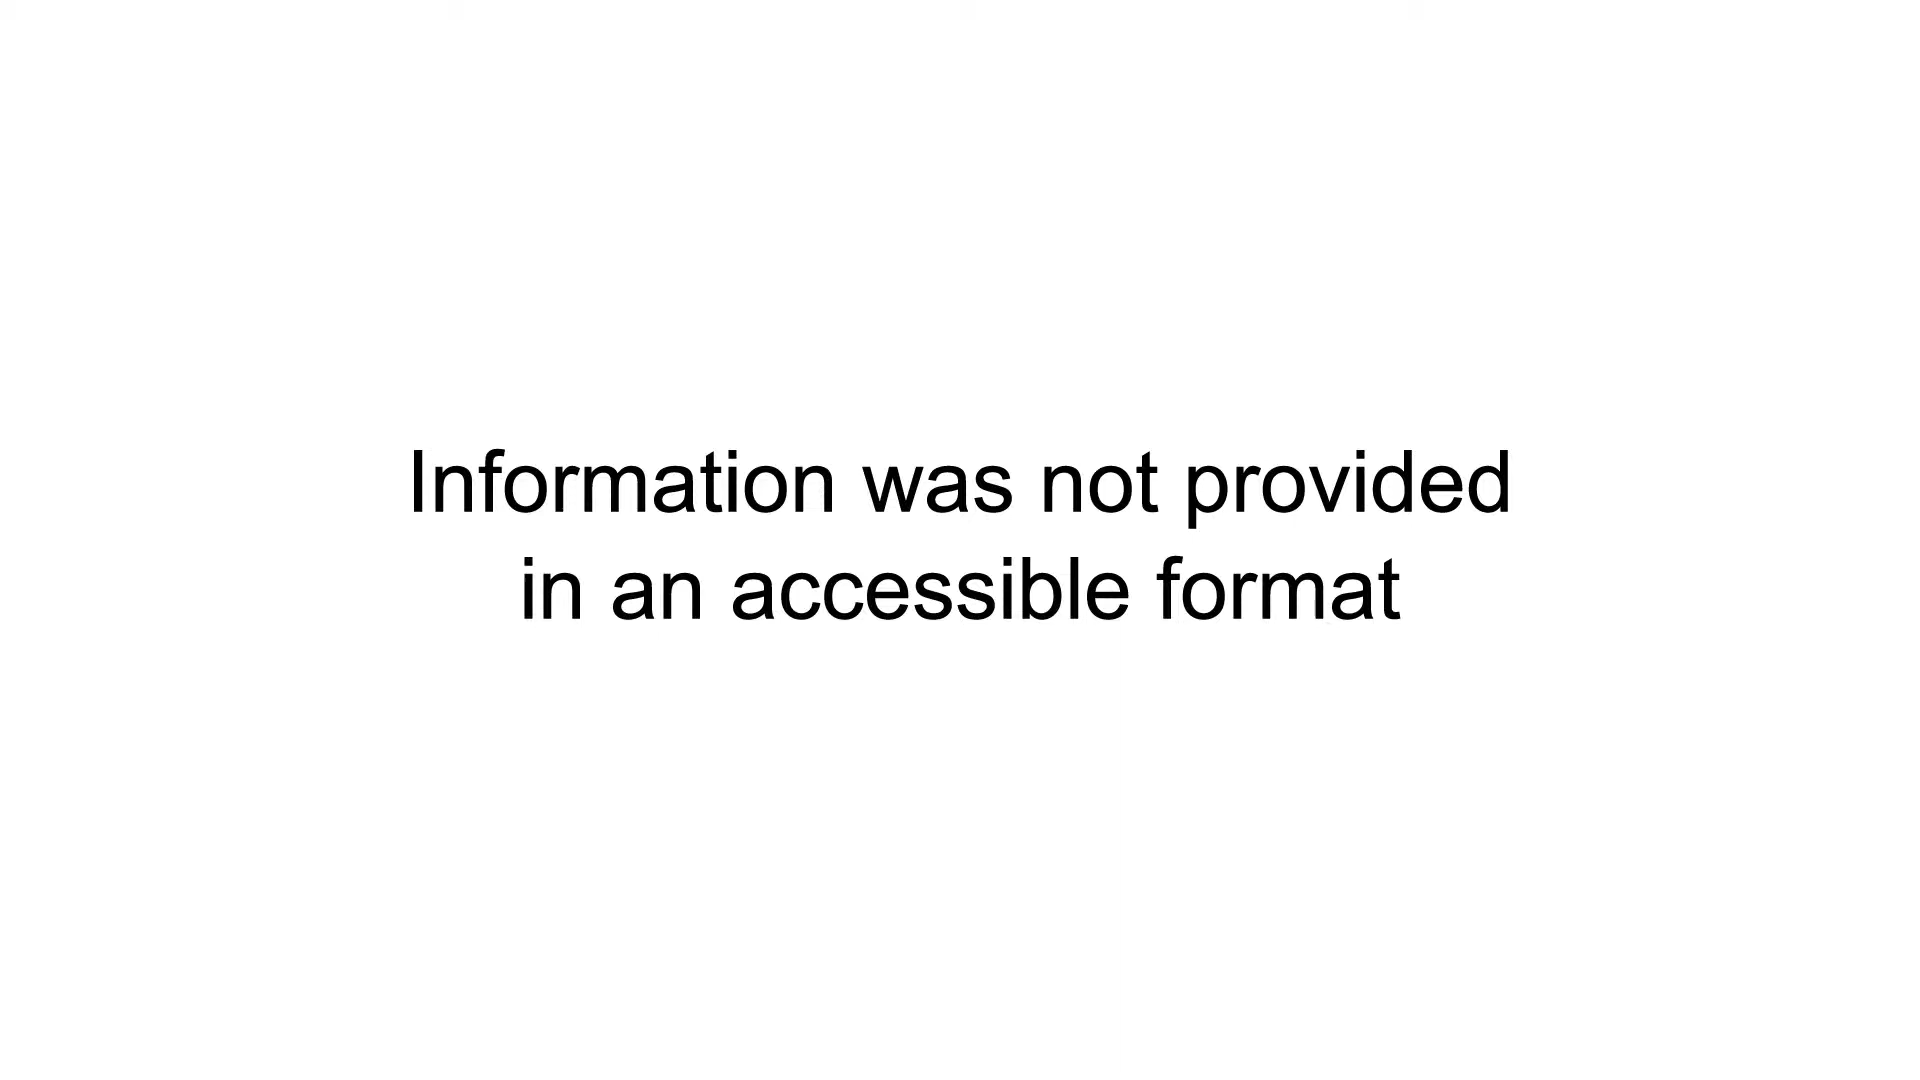 Information was not provided
in an accessible format